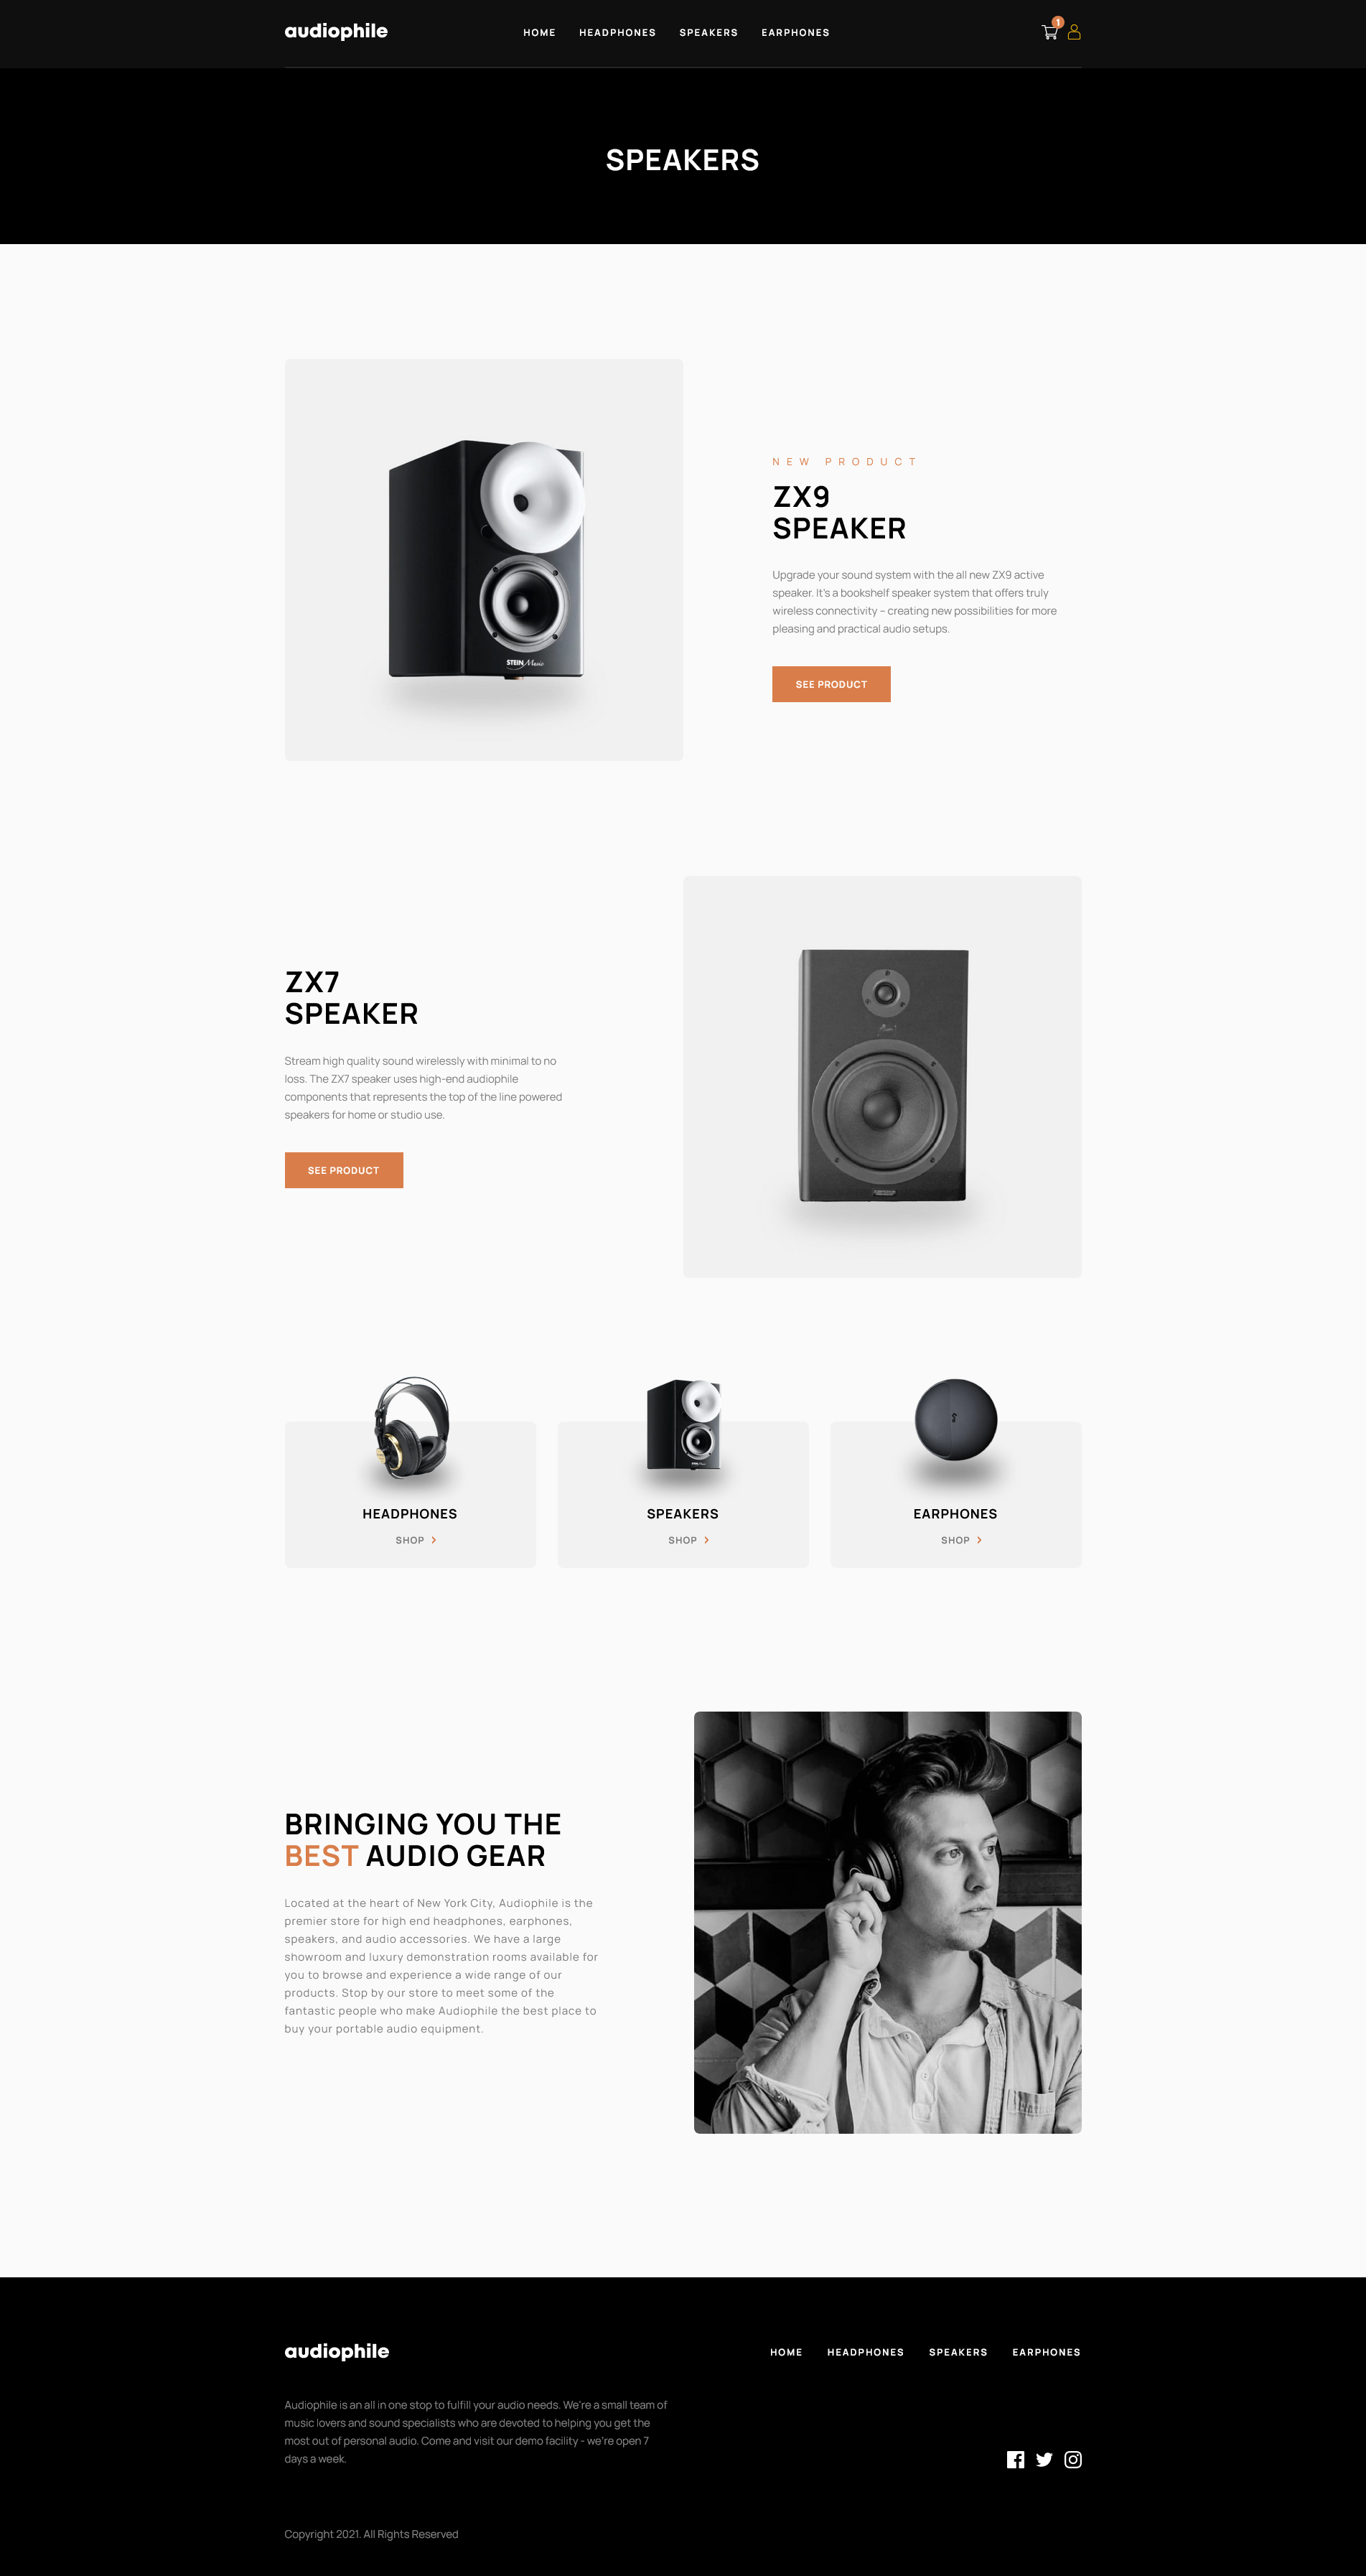 audiophile
HOME HEADPHONES SPEAKERS EARPHONES
1
SPEAKERS
NEW PRODUCT
ZX9
SPEAKER
Upgrade your sound system with the all new ZX9 active
speaker. It's a bookshelf speaker system that offers truly
wireless connectivity – creating new possibilities for more
pleasing and practical audio setups.
SEE PRODUCT
STEIN Music
ZX7
SPEAKER
Stream high quality sound wirelessly with minimal to no
loss. The ZX7 speaker uses high-end audiophile
components that represents the top of the line powered
speakers for home or studio use.
SEE PRODUCT
HEADPHONES
SHOP
SPEAKERS
SHOP
EARPHONES
SHOP
BRINGING YOU THE
BEST AUDIO GEAR
Located at the heart of New York City, Audiophile is the
premier store for high end headphones, earphones,
speakers, and audio accessories. We have a large
showroom and luxury demonstration rooms available for
you to browse and experience a wide range of our
products. Stop by our store to meet some of the
fantastic people who make Audiophile the best place to
buy your portable audio equipment.
audiophile
HOME HEADPHONES SPEAKERS EARPHONES
Audiophile is an all in one stop to fulfill your audio needs. We're a small team of
music lovers and sound specialists who are devoted to helping you get the
most out of personal audio. Come and visit our demo facility - we're open 7
days a week.
Copyright 2021. All Rights Reserved